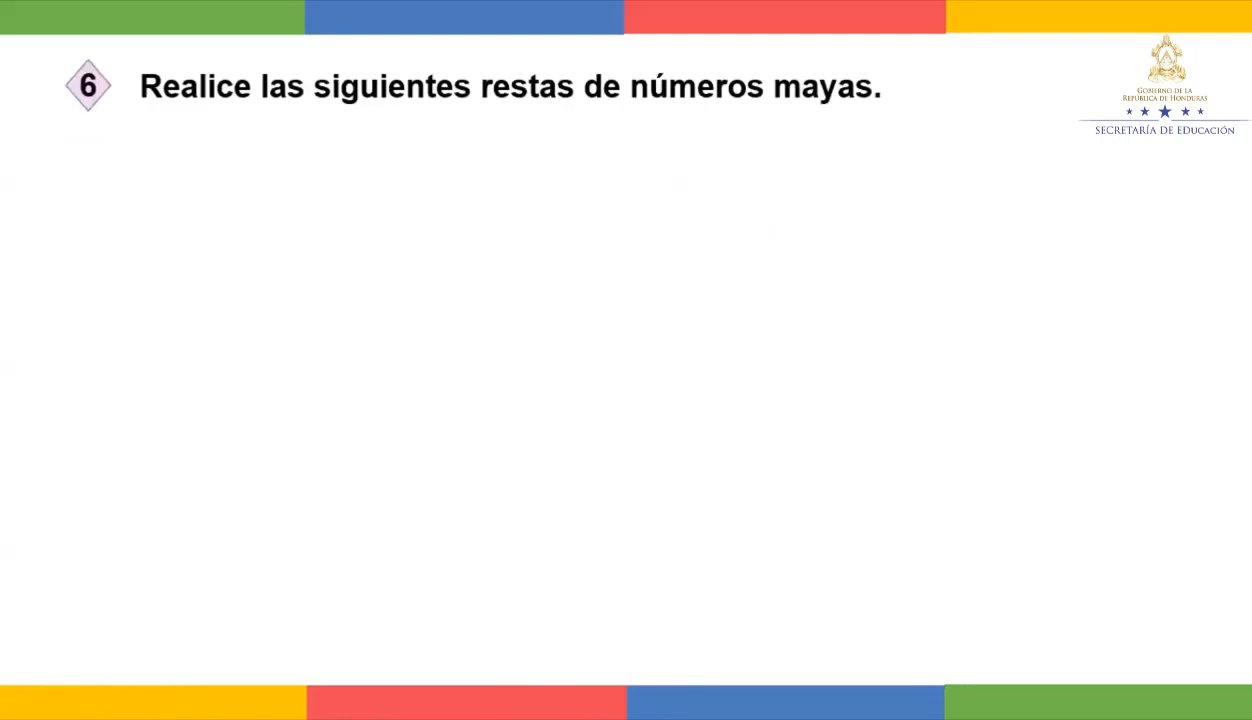 6 Realice las siguientes restas de números mayas.
GOBIERNO DE LA
REPÚBLICA DE HONDURAS
SECRETARÍA DE EDUCACIÓN